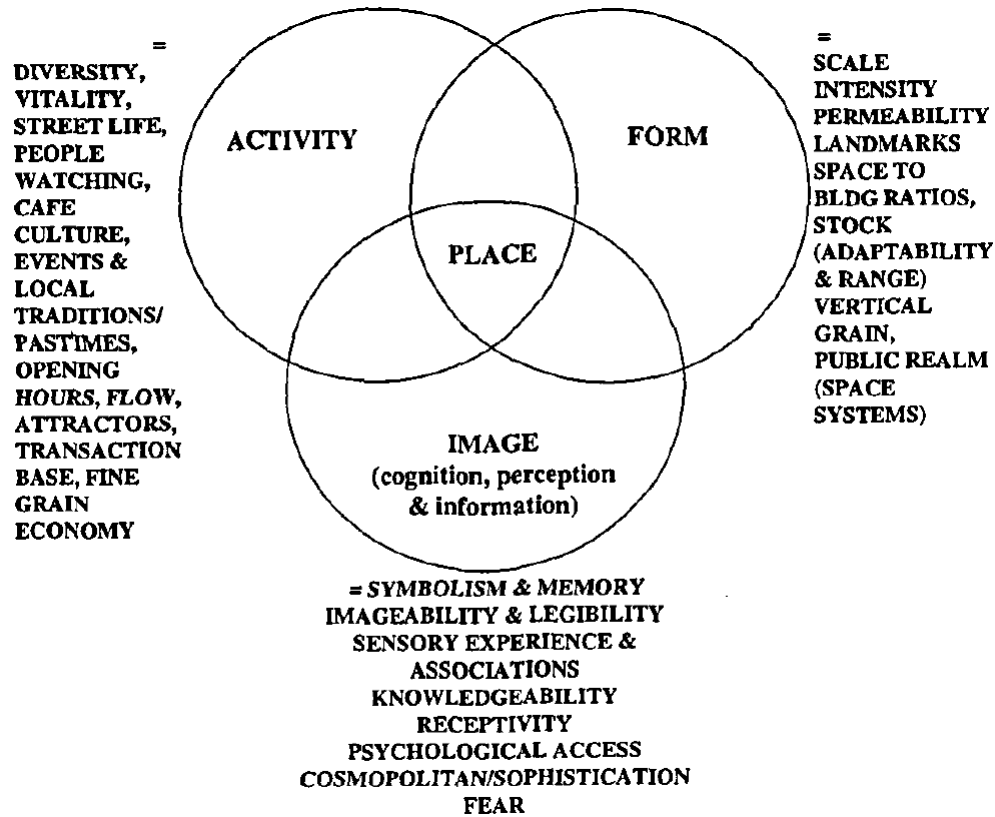 =
DIVERSITY,
VITALITY,
STREET LIFE,
PEOPLE
WATCHING,
CAFE
CULTURE,
EVENTS &
LOCAL
TRADITIONS/
PASTIMES,
OPENING
HOURS, FLOW,
ATTRACTORS,
TRANSACTION
BASE, FINE
GRAIN
ECONOMY
ACTIVITY
FORM
PLACE
IMAGE
(cognition, perception
& information)
=
SCALE
INTENSITY
PERMEABILITY
LANDMARKS
SPACE TO
BLDG RATIOS,
STOCK
(ADAPTABILITY
& RANGE)
VERTICAL
GRAIN,
PUBLIC REALM
(SPACE
SYSTEMS)
= SYMBOLISM & MEMORY
IMAGEABILITY & LEGIBILITY
SENSORY EXPERIENCE &
ASSOCIATIONS
KNOWLEDGEABILITY
RECEPTIVITY
PSYCHOLOGICAL ACCESS
COSMOPOLITAN/SOPHISTICATION
FEAR